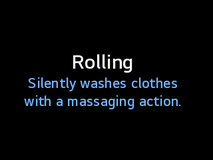 Rolling
Silently washes clothes
with a massaging action.